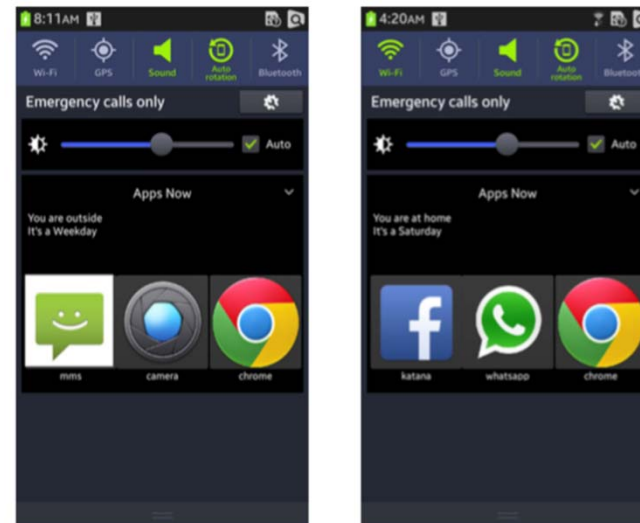 8:11AM
Wi-Fi GPS Sound Auto rotation Bluetooth
Emergency calls only
Auto
Apps Now
You are outside
It's a Weekday
mms camera chrome
4:20AM
Wi-Fi GPS Sound Auto rotation Bluetoot
Emergency calls only
Auto
Apps Now
You are at home
It's a Saturday
katana whatsapp chrome